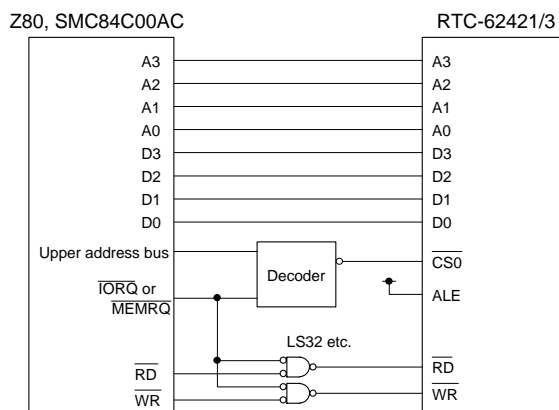 Z80, SMC84C00AC RTC-62421/3
A3 A3
A2 A2
A1 A1
A0 A0
D3 D3
D2 D2
D1 D1
D0 D0
Upper address bus
Decoder
CS0
IORQ or
MEMRQ
ALE
LS32 etc.
RD RD
WR WR